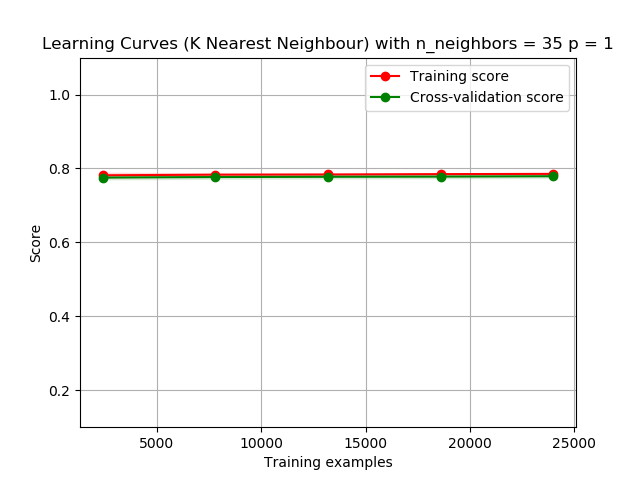 Learning Curves (K Nearest Neighbour) with n_neighbors = 35 p = 1
Training score
Cross-validation score
1.0
0.8
0.6
0.4
0.2
Score
5000 10000 15000 20000 25000
Training examples